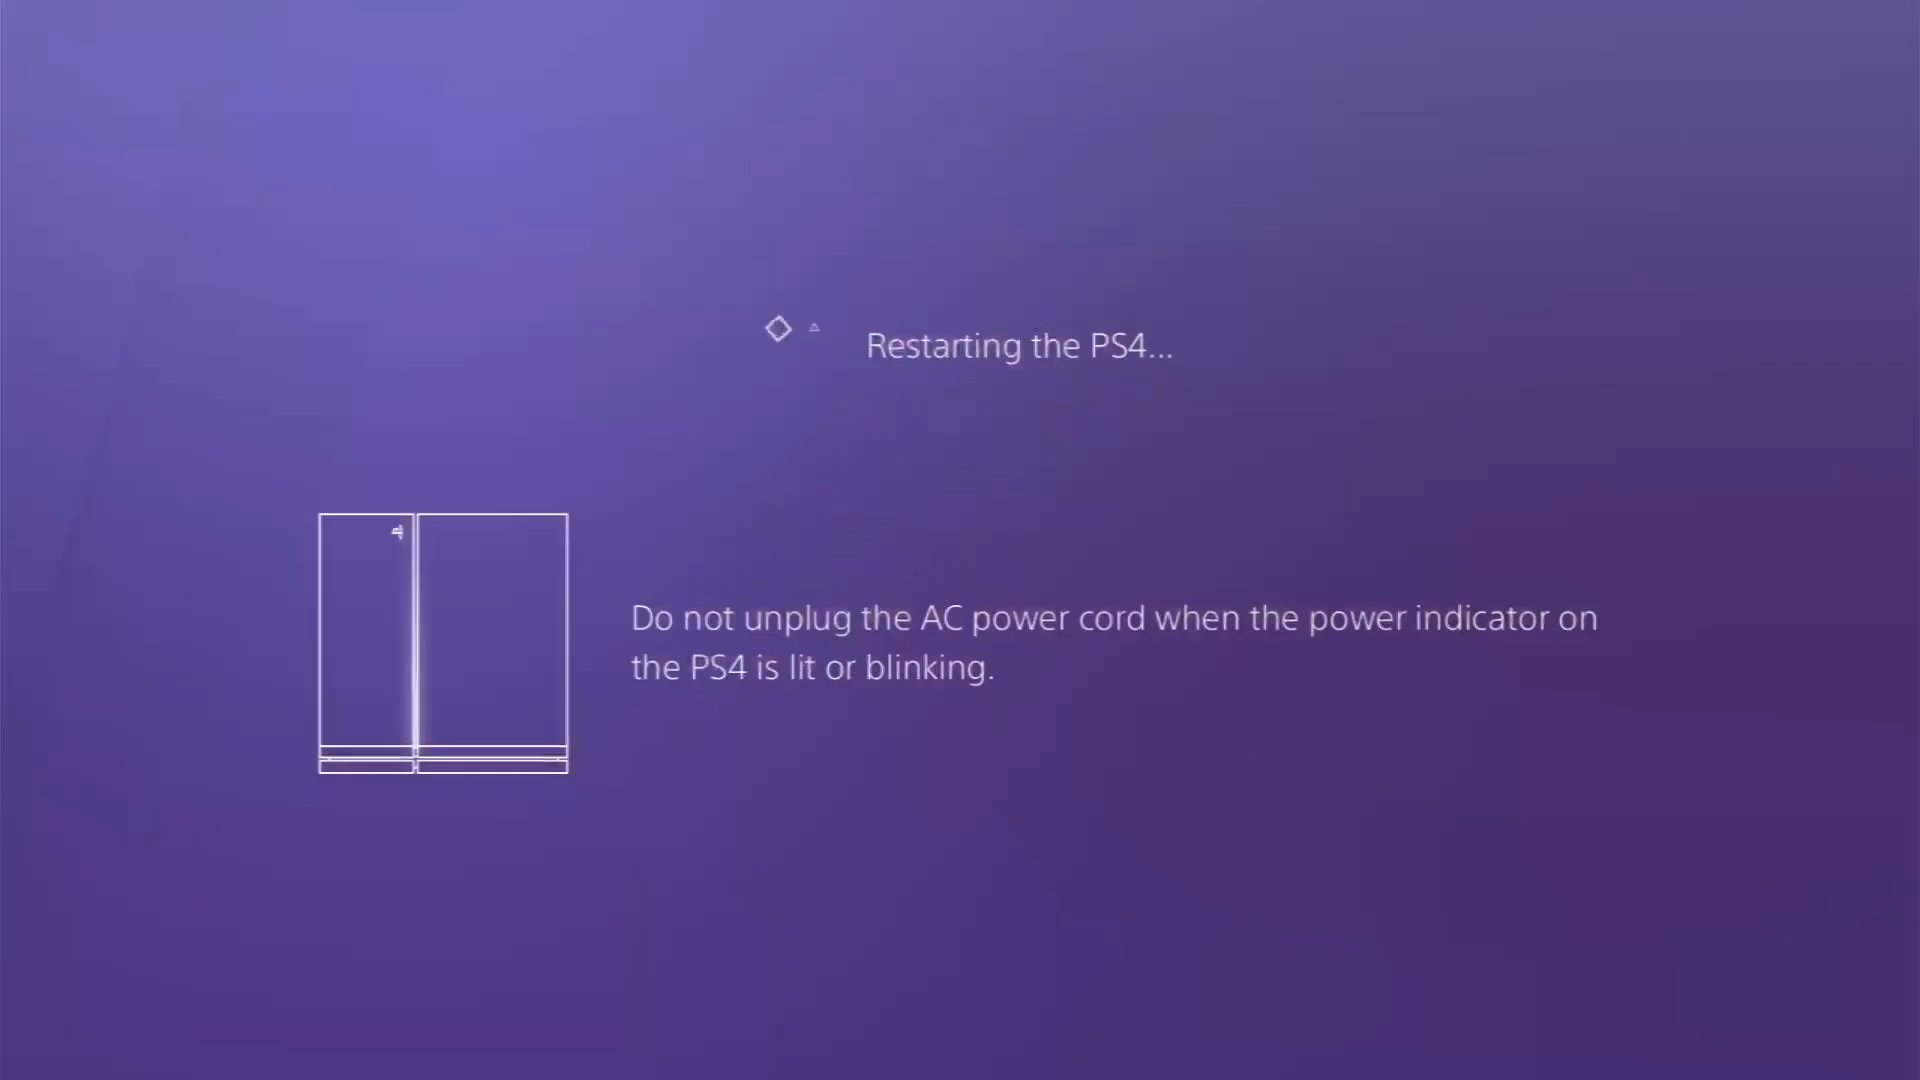 Restarting the PS4...
Do not unplug the AC power cord when the power indicator on
the PS4 is lit or blinking.